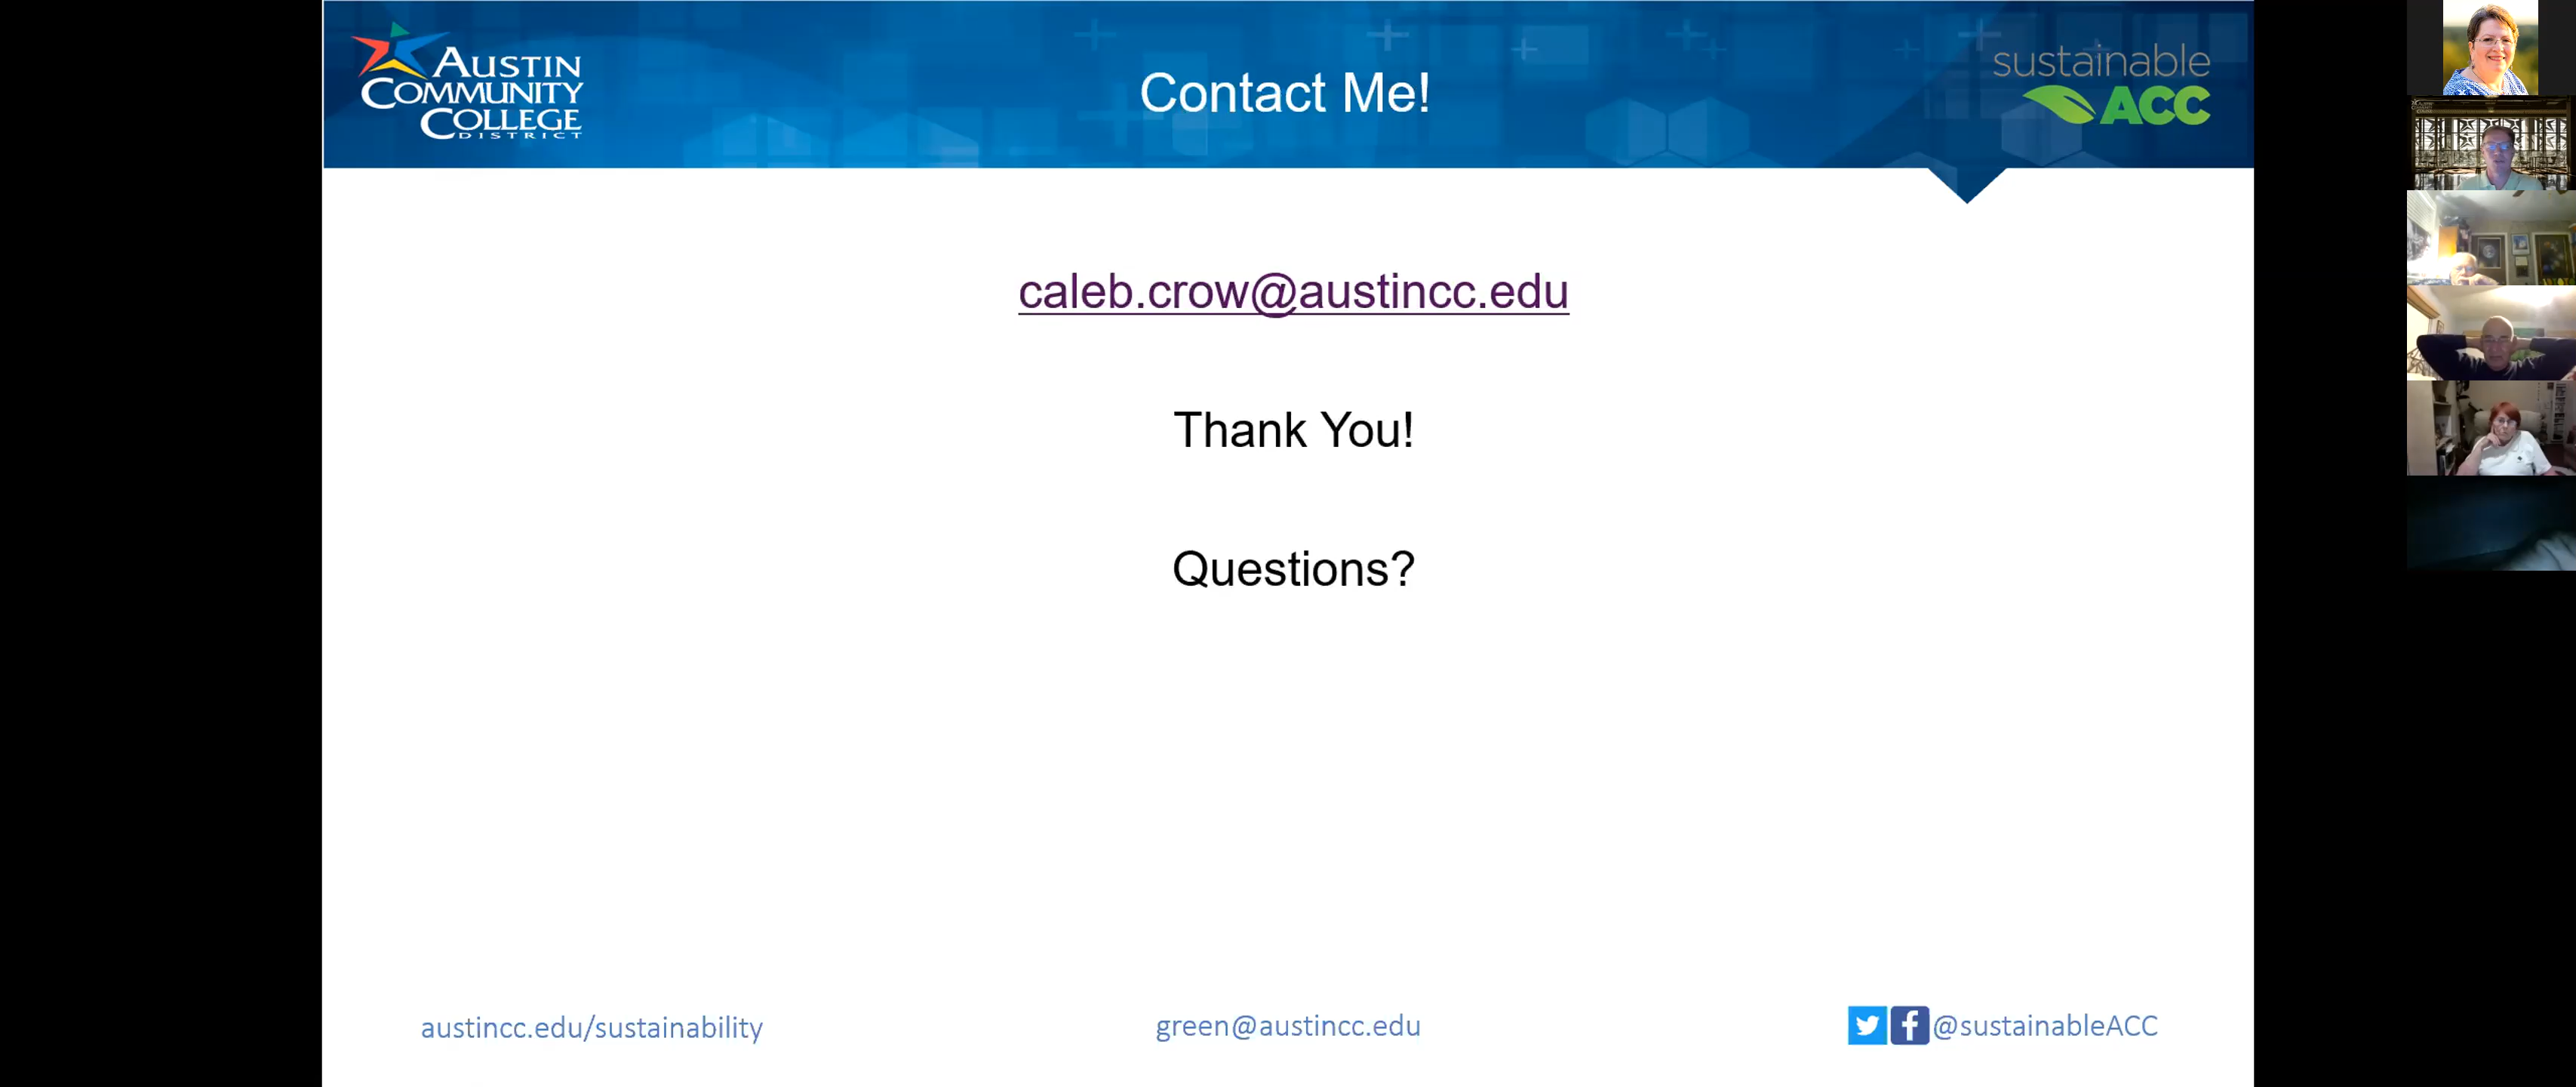 AUSTIN
COMMUNITY
COLLEGE
DISTRICT
Contact Me!
sustainable
ACC
caleb.crow@austincc.edu
Thank You!
Questions?
austincc.edu/sustainability
green@austincc.edu
@sustainableACC